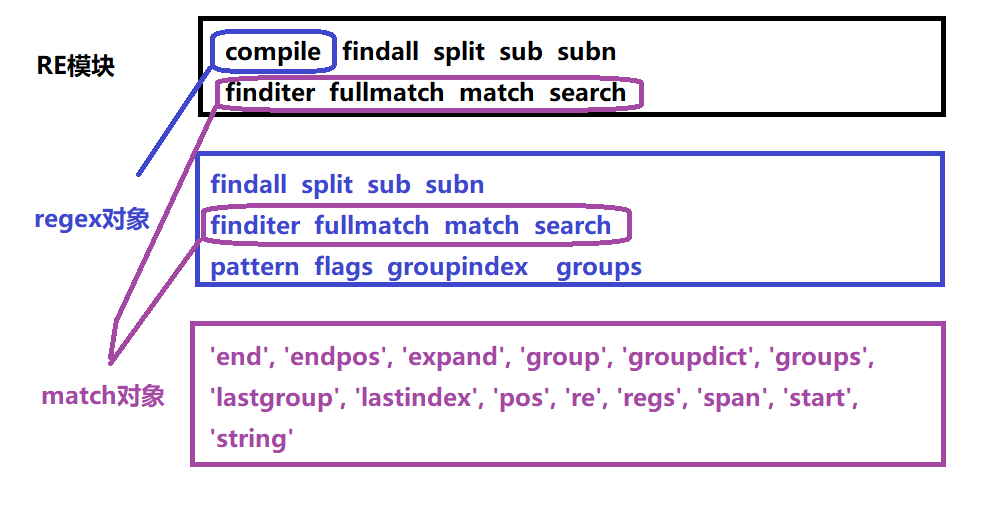 compile findall split sub subn
RE模块
finditer fullmatch match search
findall split sub subn
regex对象
finditer fullmatch match search
pattern flags groupindex groups
'end', 'endpos', 'expand', 'group', 'groupdict', 'groups',
match对象
'lastgroup', 'lastindex', 'pos', 're', 'regs', 'span', 'start',
'string'